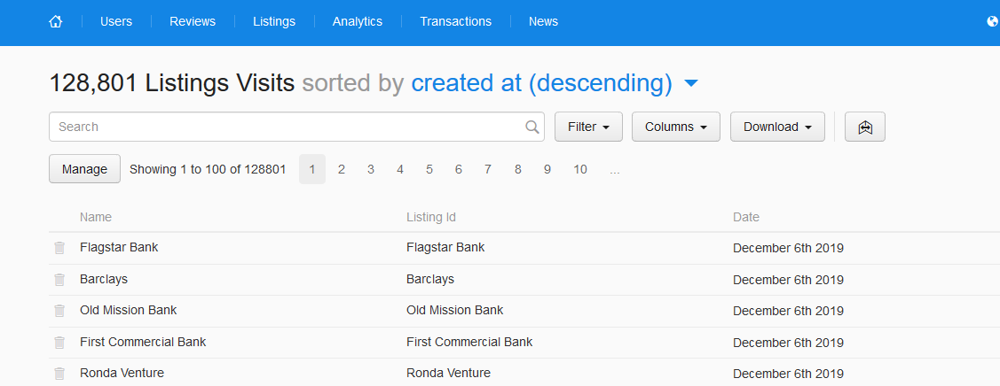 Users Reviews Listings Analytics Transactions News
128,801 Listings Visits sorted by created at (descending)
Search Filter Columns Download
Manage Showing 1 to 100 of 128801 1 2 3 4 5 6 7 8 9 10 ...
Name Listing Id Date
Flagstar Bank Flagstar Bank December 6th 2019
Barclays Barclays December 6th 2019
Old Mission Bank Old Mission Bank December 6th 2019
First Commercial Bank First Commercial Bank December 6th 2019
Ronda Venture Ronda Venture December 6th 2019